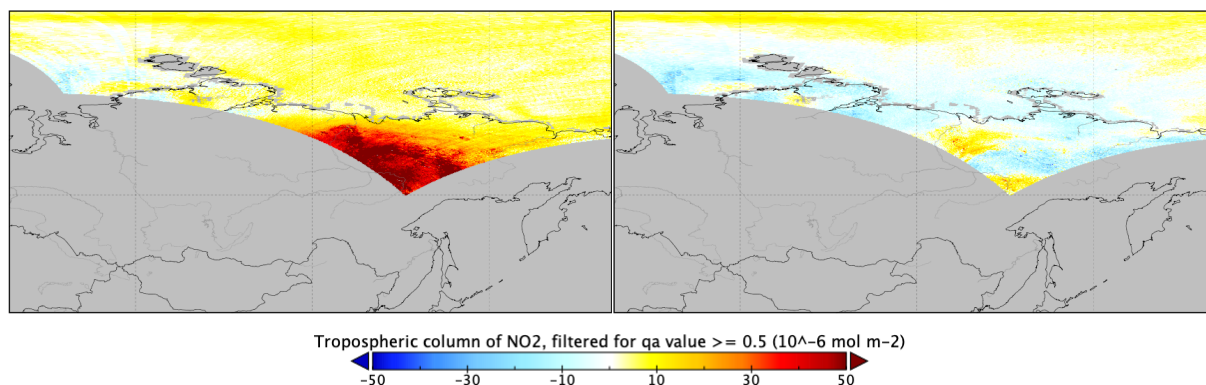 Tropospheric column of NO2, filtered for qa value >= 0.5 (10^-6 mol m-2)
-50 -30 -10 10 30 50